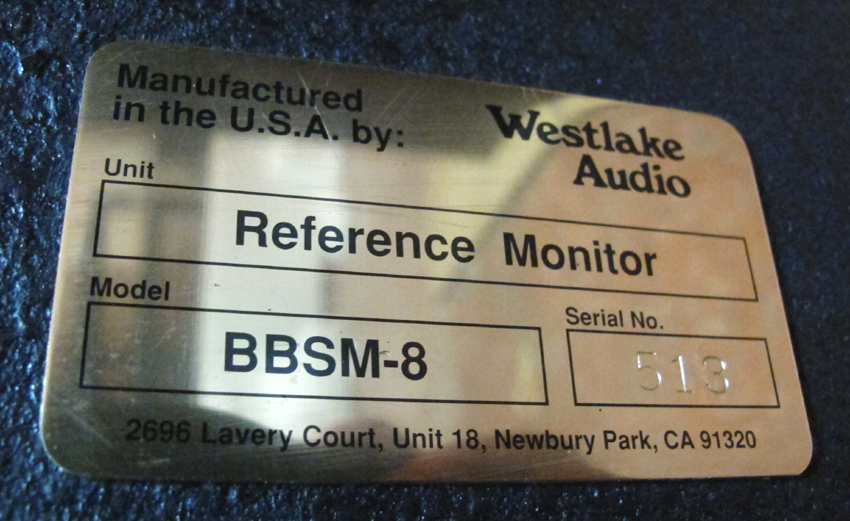 Manufactured
in the U.S.A. by:
Westlake
Audio
Unit
Reference Monitor
Model
BBSM-8
Serial No.
513
2696 Lavery Court, Unit 18, Newbury Park, CA 91320